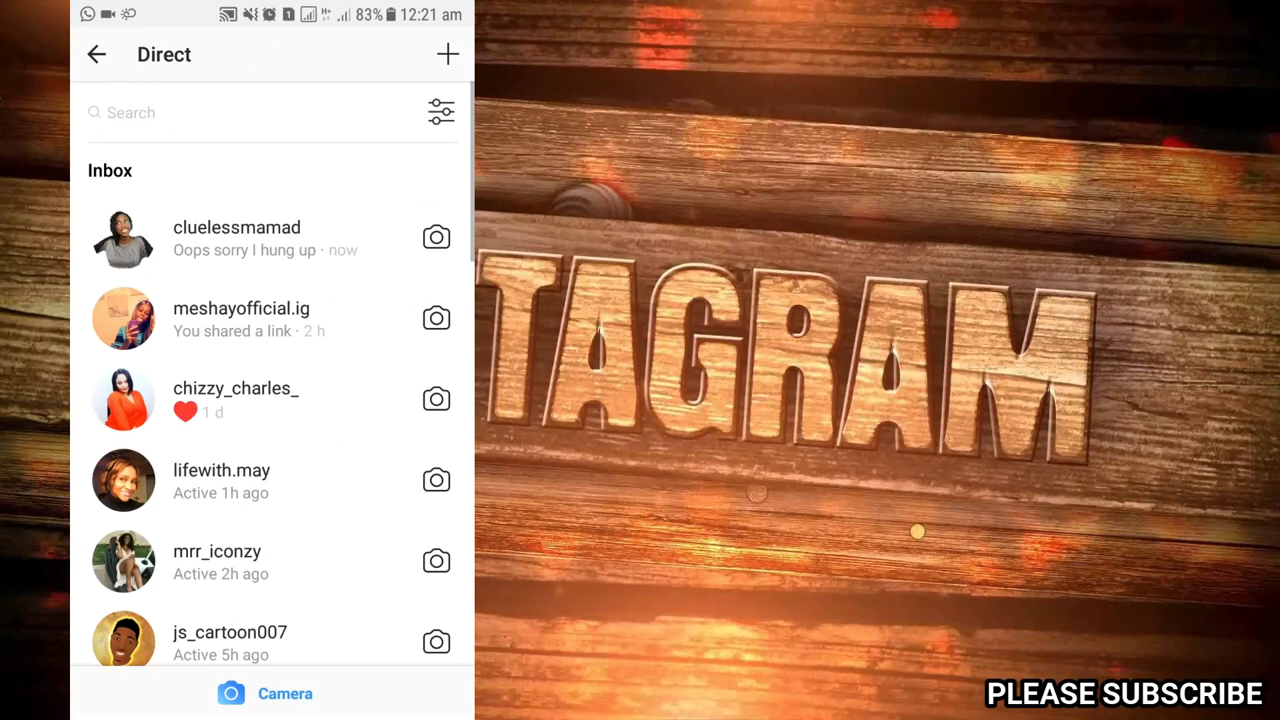 83% 12:21 am
Direct
Search
Inbox
cluelessmamad
Oops sorry I hung up · now
meshayofficial.ig
You shared a link · 2 h
chizzy_charles_
❤️ 1 d
lifewith.may
Active 1h ago
mrr_iconzy
Active 2h ago
js_cartoon007
Active 5h ago
Camera
TAGRAM
PLEASE SUBSCRIBE